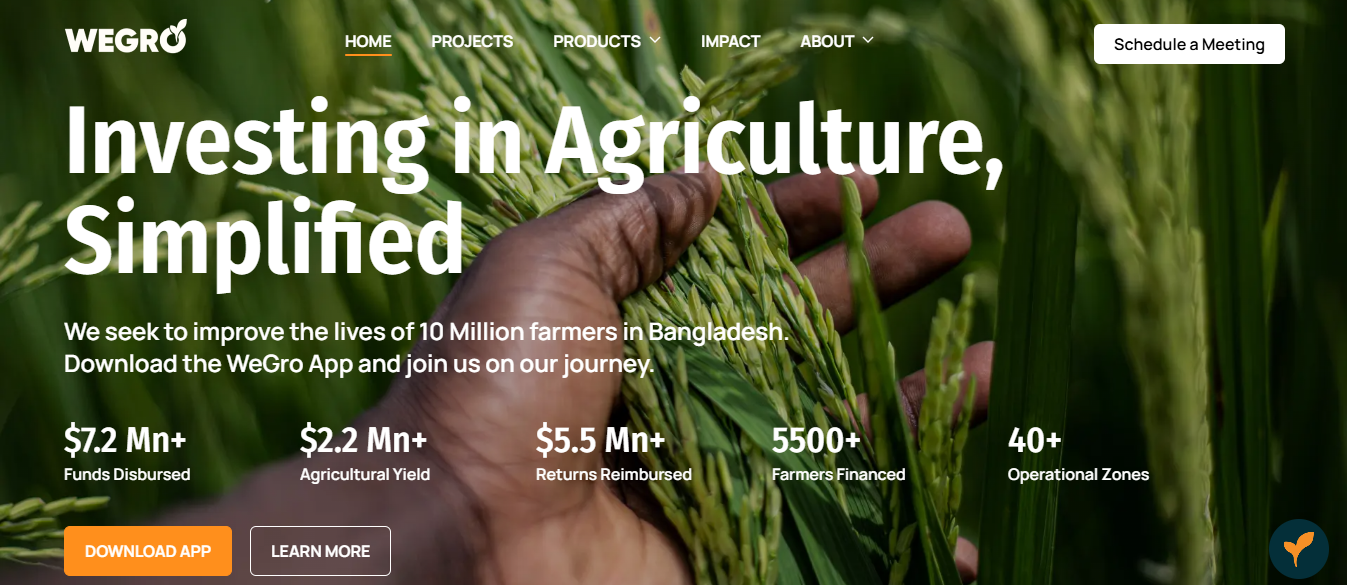 WEGRO
HOME PROJECTS PRODUCTS IMPACT ABOUT
Schedule a Meeting
Investing in Agriculture,
Simplified
We seek to improve the lives of 10 Million farmers in Bangladesh.
Download the WeGro App and join us on our journey.
$7.2 Mn+ $2.2 Mn+ $5.5 Mn+ 5500+ 40+
Funds Disbursed Agricultural Yield Returns Reimbursed Farmers Financed Operational Zones
DOWNLOAD APP LEARN MORE